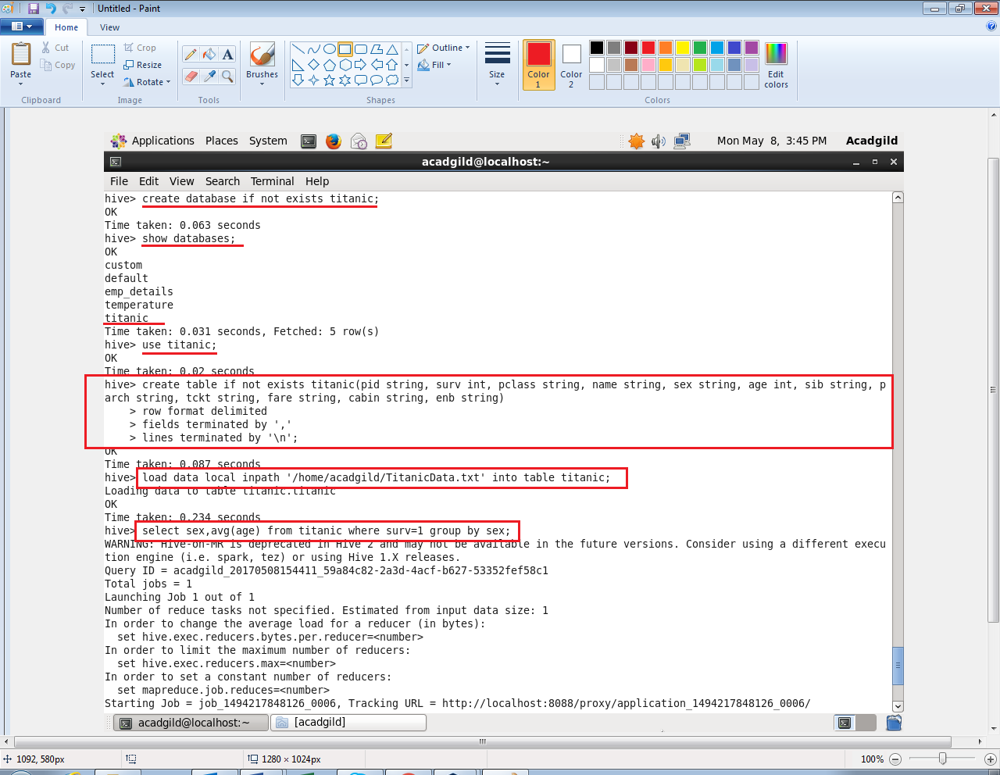 Untitled - Paint
Home View
Paste
Cut
Copy
Select
Crop
Resize
Rotate
Brushes
Outline
Fill
Size
Color 1
Color 2
Edit colors
Clipboard Image Tools Shapes Colors
Applications Places System Mon May 8, 3:45 PM Acadgild
acadgild@localhost:~
File Edit View Search Terminal Help
hive> create database if not exists titanic;
OK
Time taken: 0.063 seconds
hive> show databases;
OK
custom
default
emp_details
temperature
titanic
Time taken: 0.031 seconds, Fetched: 5 row(s)
hive> use titanic;
OK
Time taken: 0.02 seconds
hive> create table if not exists titanic(pid string, surv int, pclass string, name string, sex string, age int, sib string, p
arch string, tckt string, fare string, cabin string, enb string)
> row format delimited
> fields terminated by ','
> lines terminated by '\n';
OK
Time taken: 0.087 seconds
hive> load data local inpath '/home/acadgild/TitanicData.txt' into table titanic;
Loading data to table titanic.titanic
OK
Time taken: 0.234 seconds
hive> select sex,avg(age) from titanic where surv=1 group by sex;
WARNING: Hive-on-MR is deprecated in Hive 2 and may not be available in the future versions. Consider using a different execu
tion engine (i.e. spark, tez) or using Hive 1.X releases.
Query ID = acadgild_20170508154411_59a84c82-2a3d-4acf-b627-53352fef58c1
Total jobs = 1
Launching Job 1 out of 1
Number of reduce tasks not specified. Estimated from input data size: 1
In order to change the average load for a reducer (in bytes):
set hive.exec.reducers.bytes.per.reducer=<number>
In order to limit the maximum number of reducers:
set hive.exec.reducers.max=<number>
In order to set a constant number of reducers:
set mapreduce.job.reduces=<number>
Starting Job = job_1494217848126_0006, Tracking URL = http://localhost:8088/proxy/application_1494217848126_0006/
acadgild@localhost:~ [acadgild]
1092, 580px 1280 × 1024px 100%